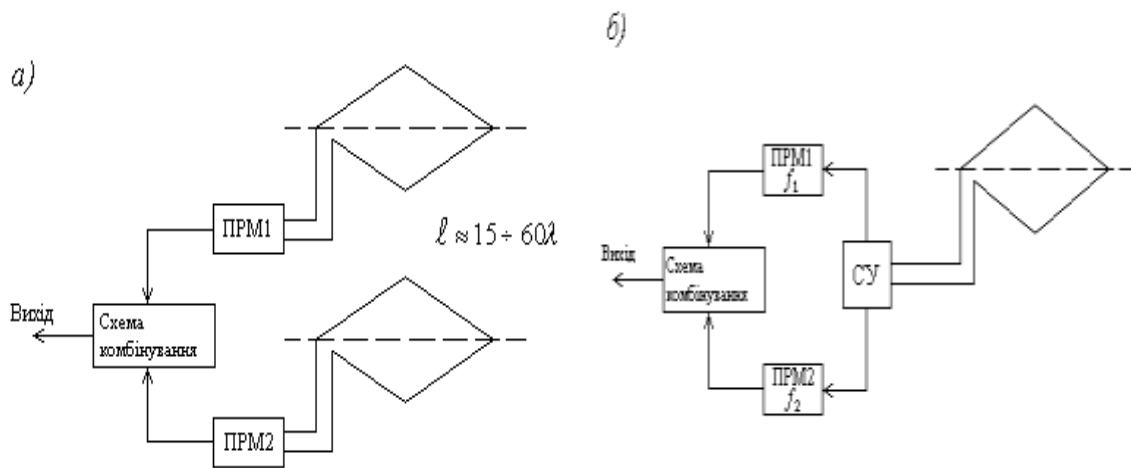 а)
ПРМ1
ℓ ≈ 15 ÷ 60λ
Вихід
Схема
комбінування
ПРМ2
б)
ПРМ1
f₁
Вихід
Схема
комбінування
СУ
ПРМ2
f₂